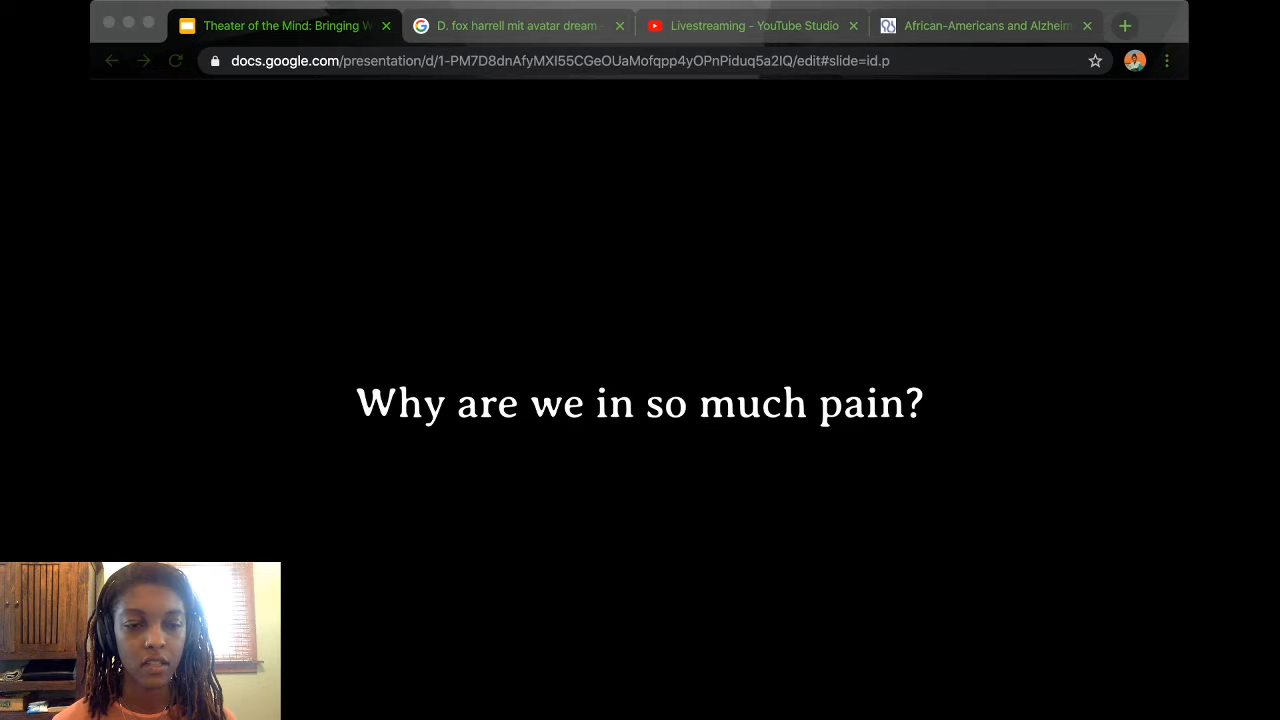 Theater of the Mind: Bringing W
D. fox harrell mit avatar dream -
Livestreaming - YouTube Studio
African-Americans and Alzheim
docs.google.com/presentation/d/1-PM7D8dnAfyMXI55CGeOUaMofqpp4yOPnPiduq5a2IQ/edit#slide=id.p
Why are we in so much pain?